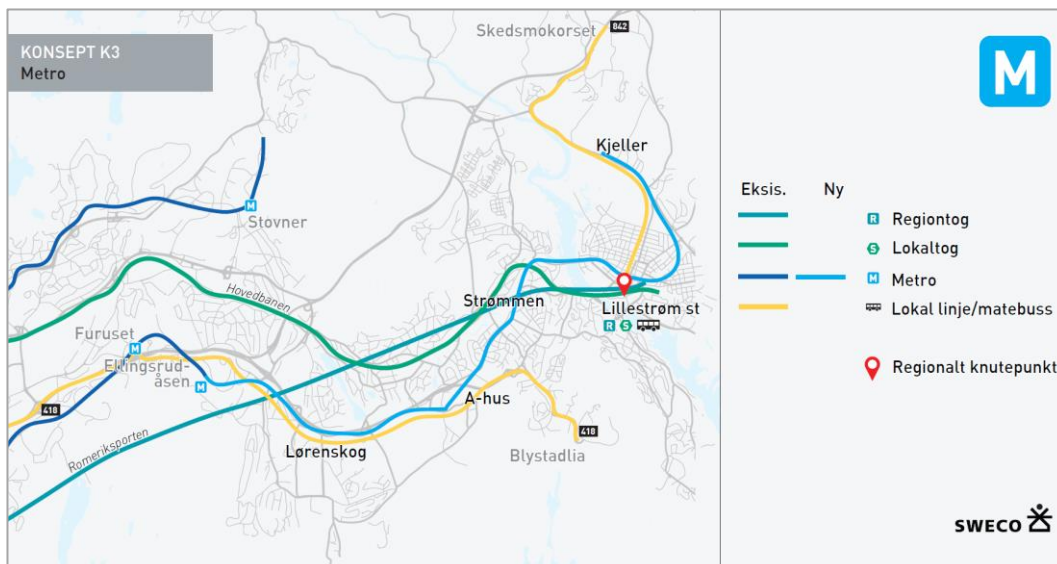 KONSEPT K3
Metro
Skedsmokorset
842
Kjeller
Stovner
M
Hovedbanen
Strømmen
Lillestrøm st
R S
Furuset
M
Ellingsrud-
åsen
M
418
Romeriksporten
Lørenskog
A-hus
Blystadlia
418
M
Eksis. Ny
R Regiontog
S Lokaltog
M Metro
Lokal linje/matebuss
Regionalt knutepunkt
SWECO